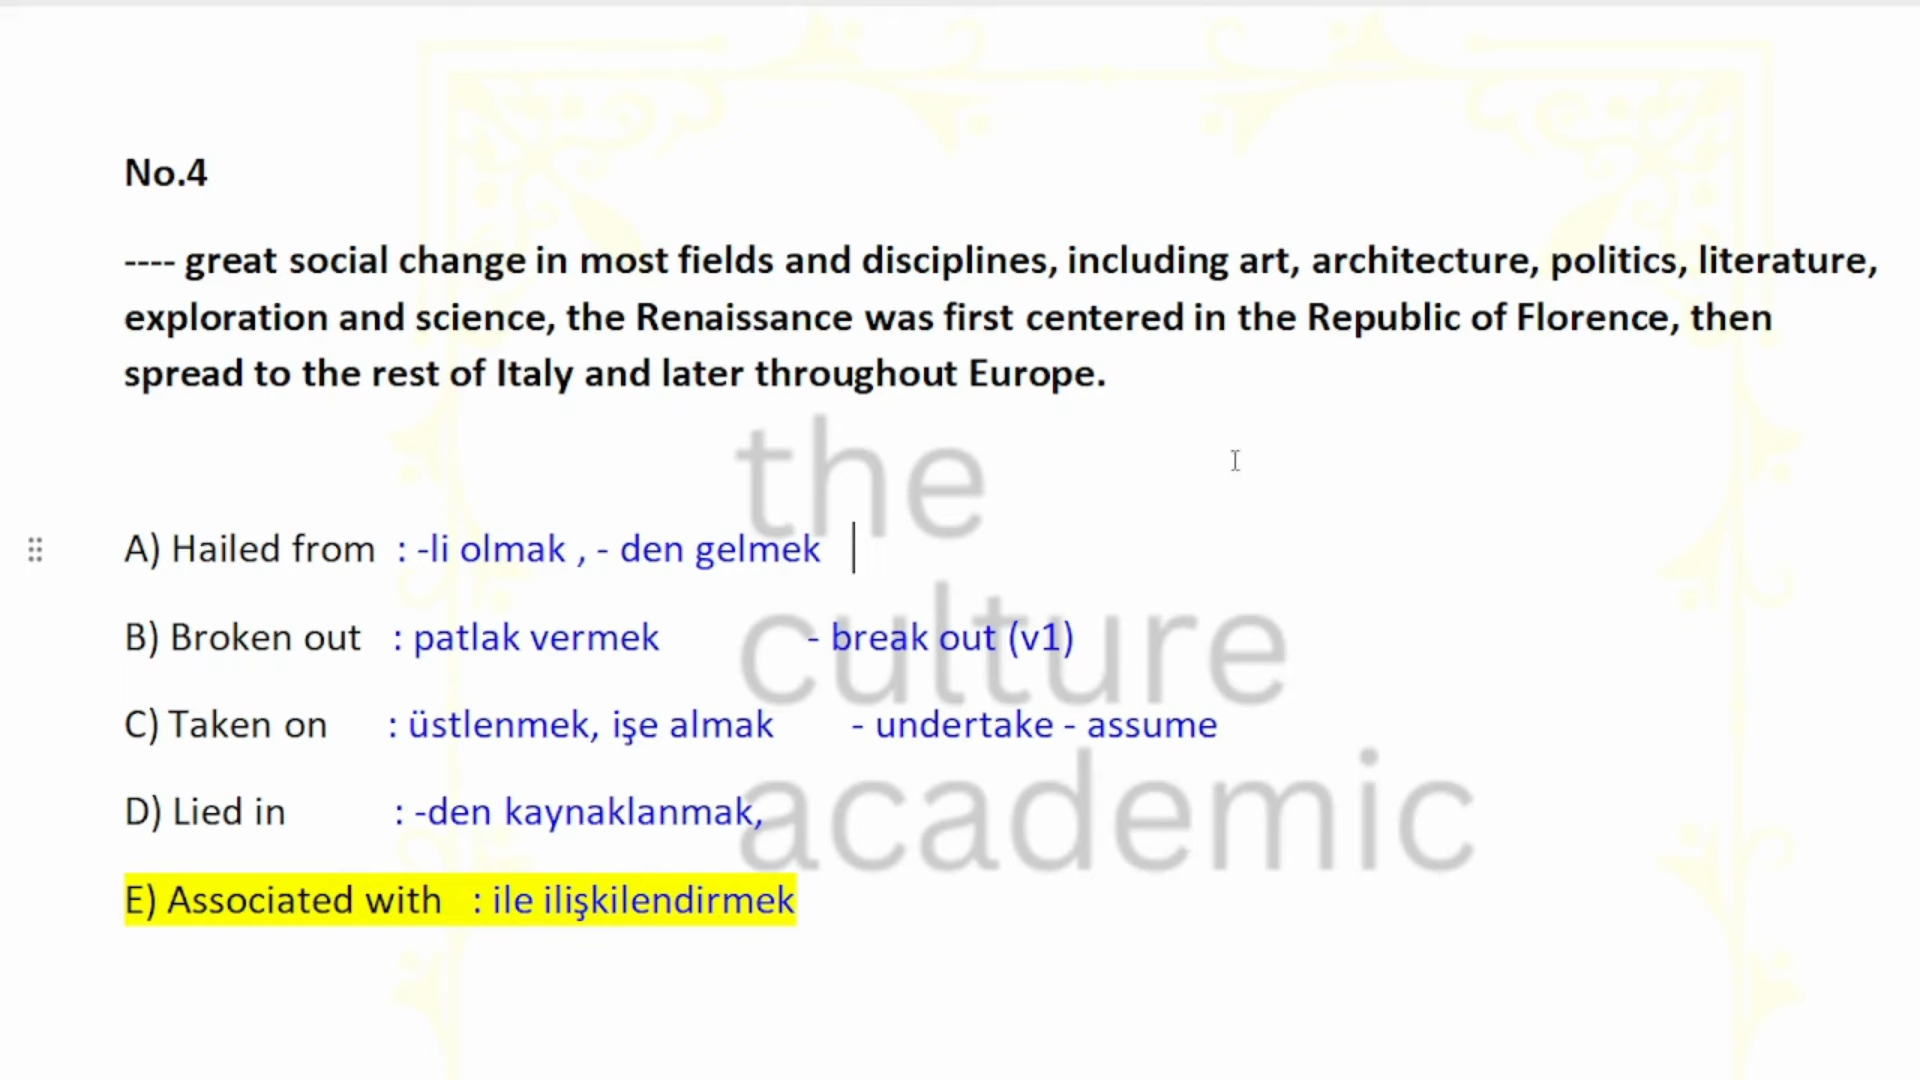 No.4
---- great social change in most fields and disciplines, including art, architecture, politics, literature,
exploration and science, the Renaissance was first centered in the Republic of Florence, then
spread to the rest of Italy and later throughout Europe.
the
culture
academic
A) Hailed from : -li olmak , - den gelmek
B) Broken out : patlak vermek - break out (v1)
C) Taken on : üstlenmek, işe almak - undertake - assume
D) Lied in : -den kaynaklanmak,
E) Associated with : ile ilişkilendirmek